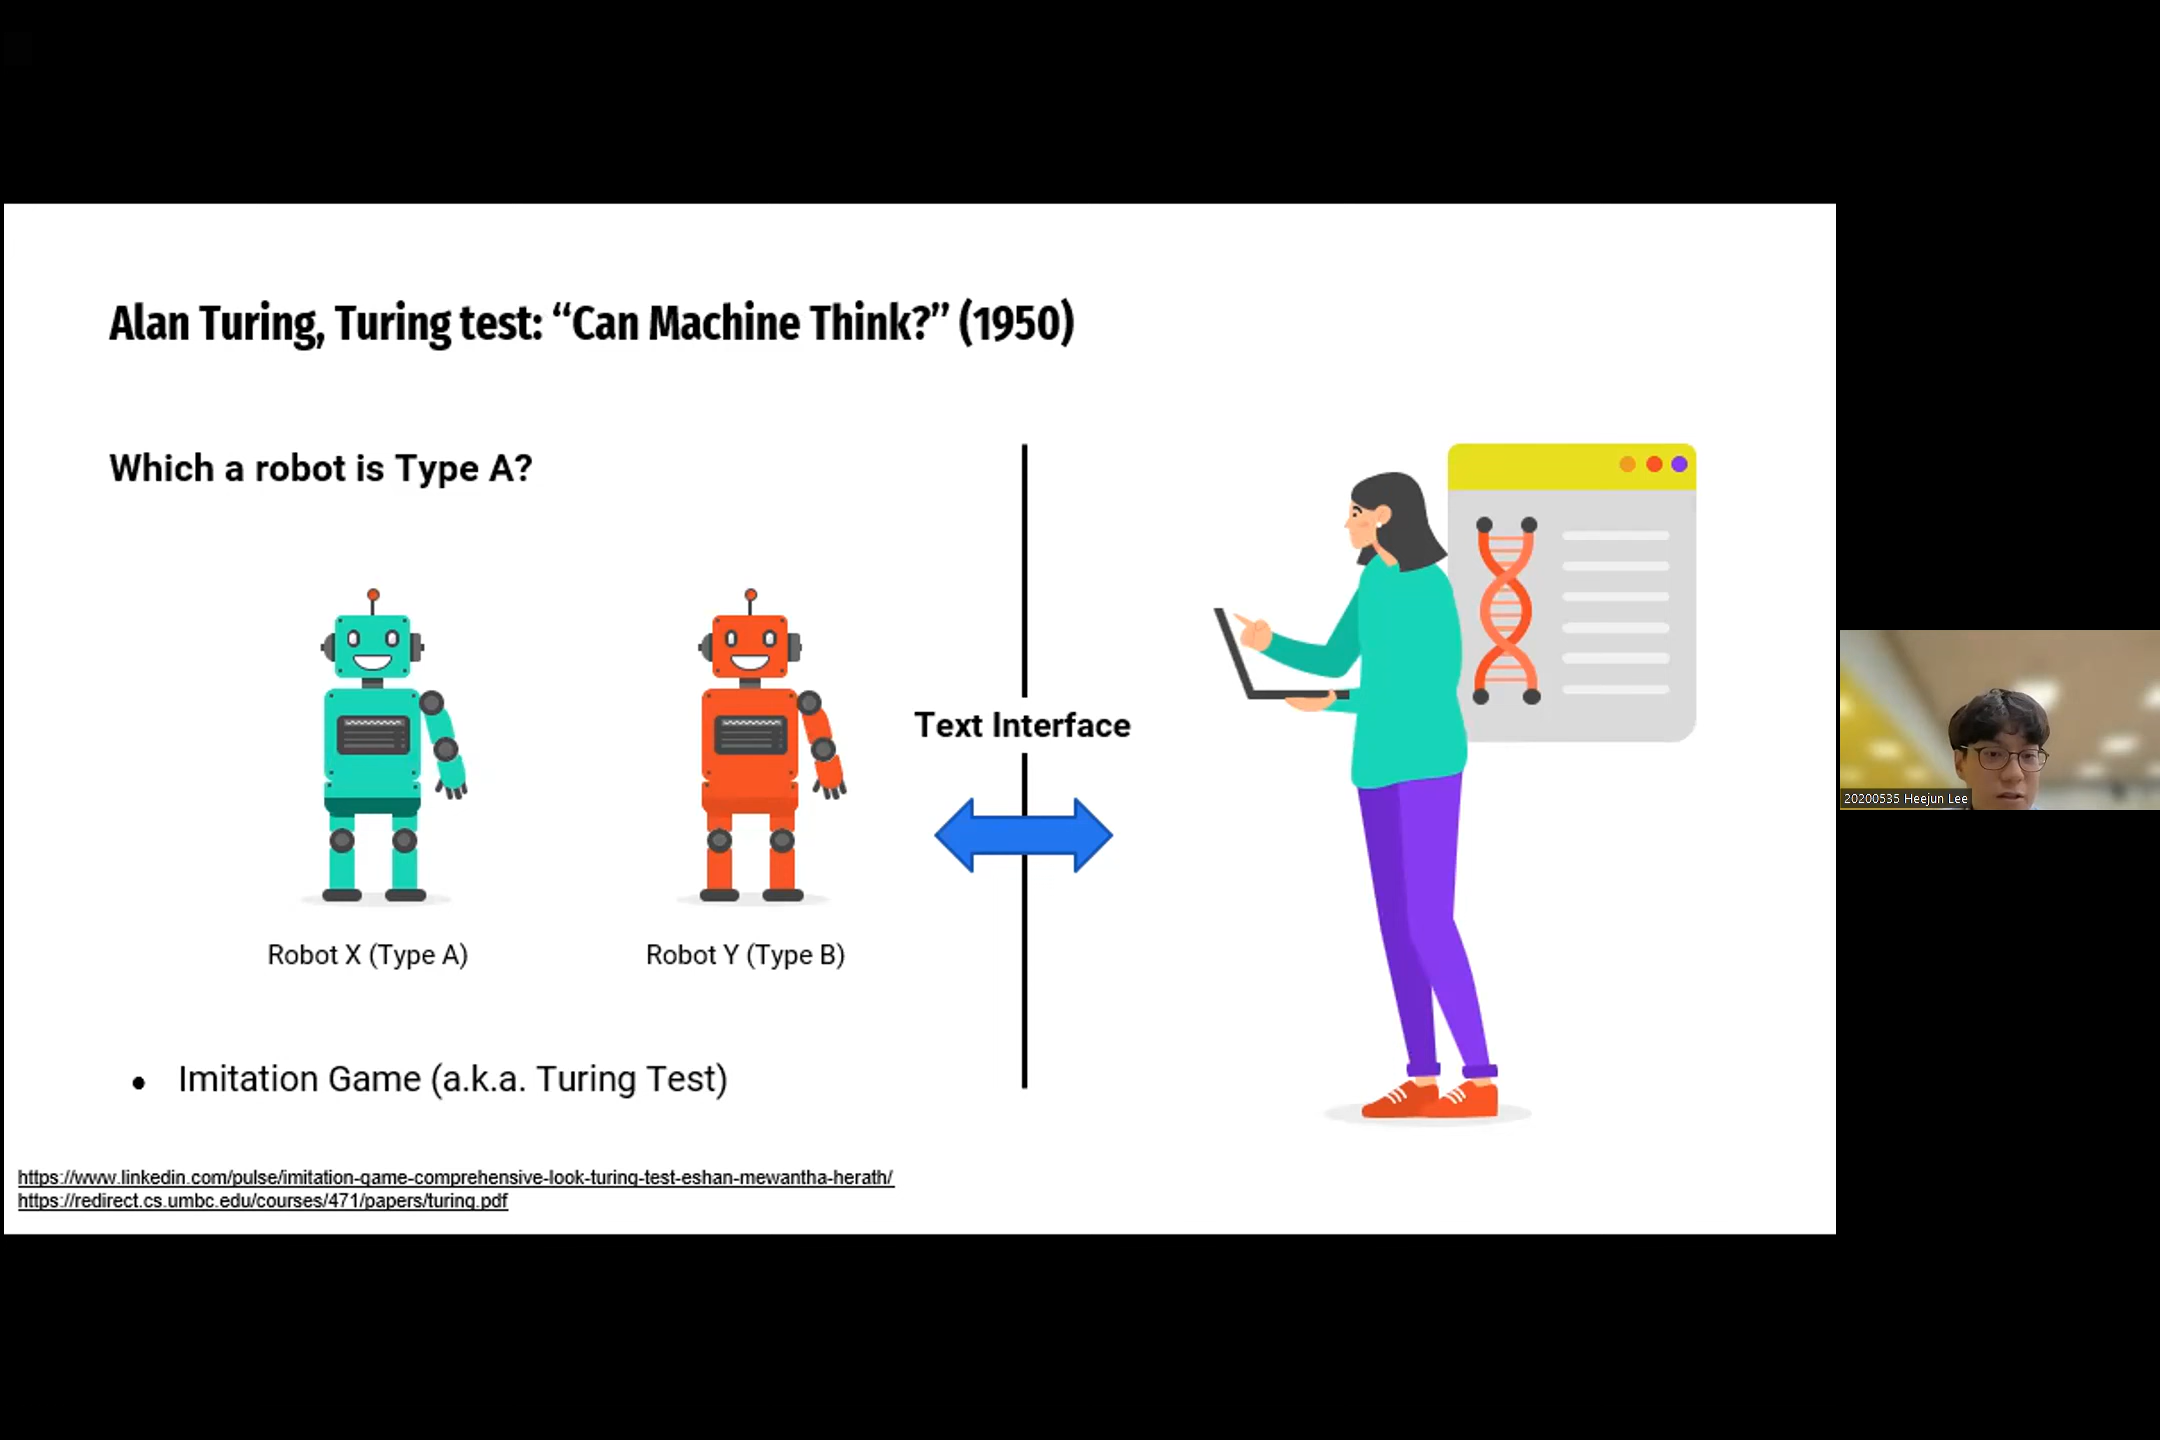 Alan Turing, Turing test: “Can Machine Think?” (1950)
Which a robot is Type A?
Text Interface
Robot X (Type A)
Robot Y (Type B)
● Imitation Game (a.k.a. Turing Test)
https://www.linkedin.com/pulse/imitation-game-comprehensive-look-turing-test-eshan-mewantha-herath/
https://redirect.cs.umbc.edu/courses/471/papers/turing.pdf
20200535 Heejun Lee